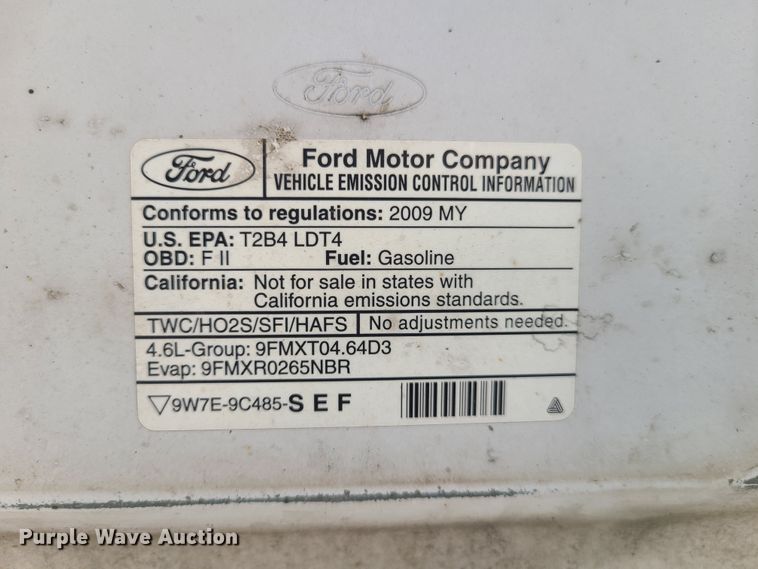 Ford
Ford
Ford Motor Company
VEHICLE EMISSION CONTROL INFORMATION
Conforms to regulations: 2009 MY
U.S. EPA: T2B4 LDT4
OBD: F II Fuel: Gasoline
California: Not for sale in states with
California emissions standards.
TWC/HO2S/SFI/HAFS No adjustments needed.
4.6L-Group: 9FMXT04.64D3
Evap: 9FMXR0265NBR
9W7E-9C485-S E F
Purple Wave Auction